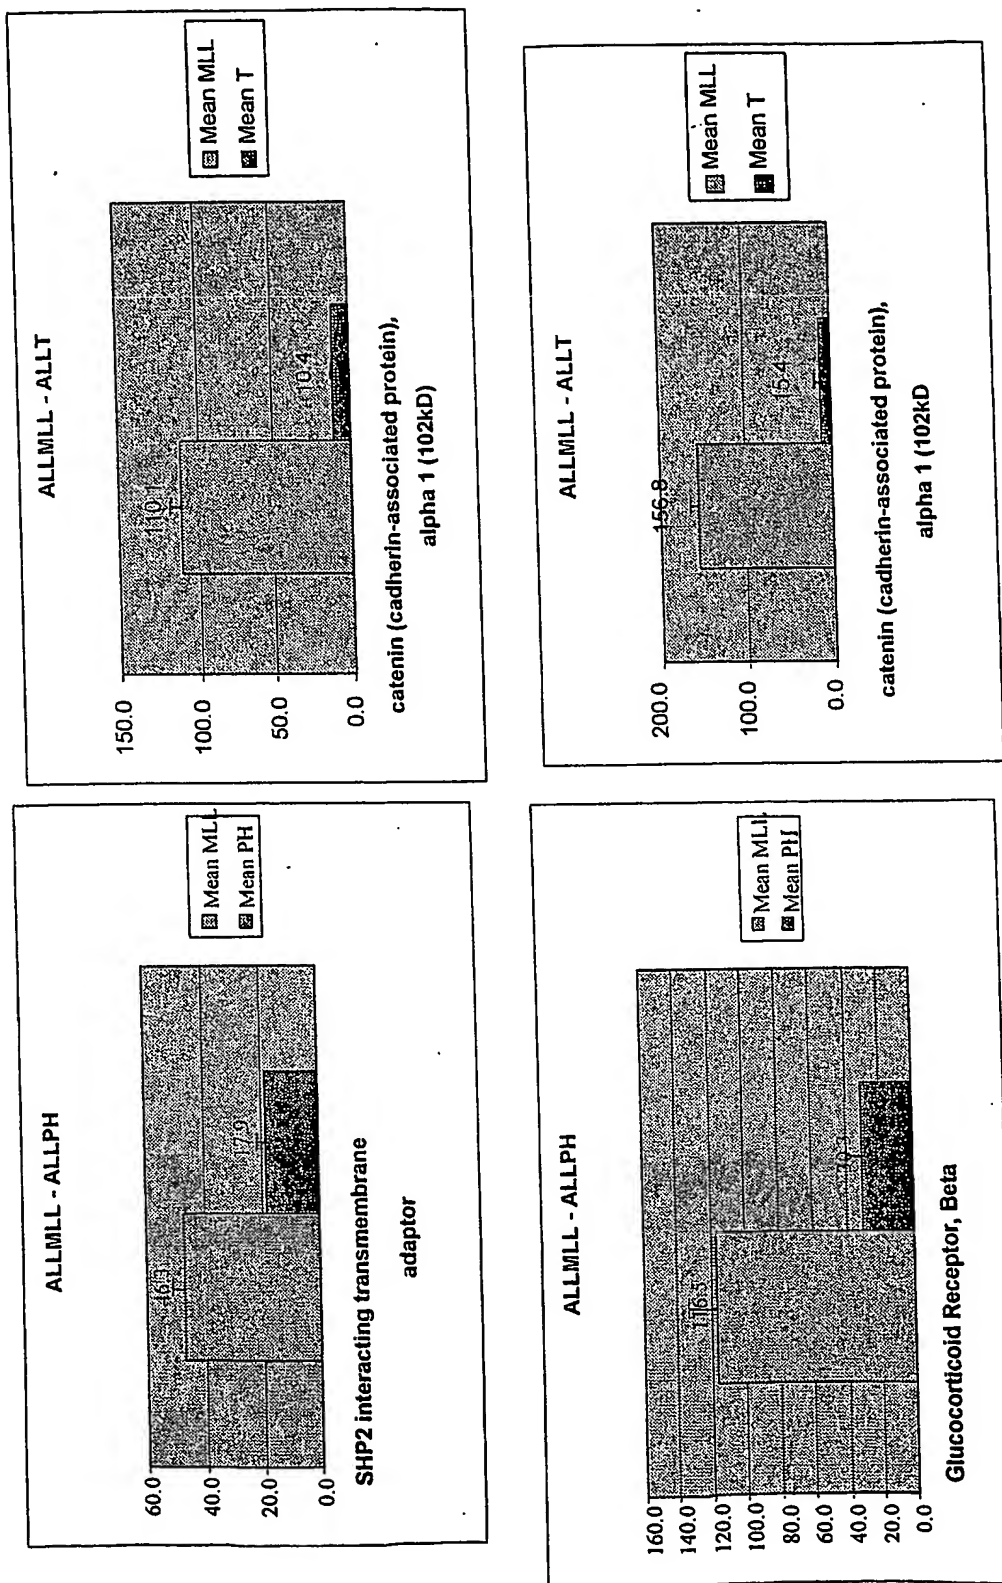 ALLMLL - ALLT
150.0
100.0
50.0
0.0
110.1
10.4
Mean MLL
Mean T
catenin (cadherin-associated protein),
alpha 1 (102kD)
ALLMLL - ALLT
200.0
100.0
0.0
156.8
15.4
Mean MLL
Mean T
catenin (cadherin-associated protein),
alpha 1 (102kD
ALLMLL - ALLPH
60.0
40.0
20.0
0.0
17.9
Mean MLL
Mean PH
SHP2 interacting transmembrane
adaptor
ALLMLL - ALLPH
160.0
140.0
120.0
100.0
80.0
60.0
40.0
20.0
0.0
116.5
Mean MLL
Mean PH
Glucocorticoid Receptor, Beta